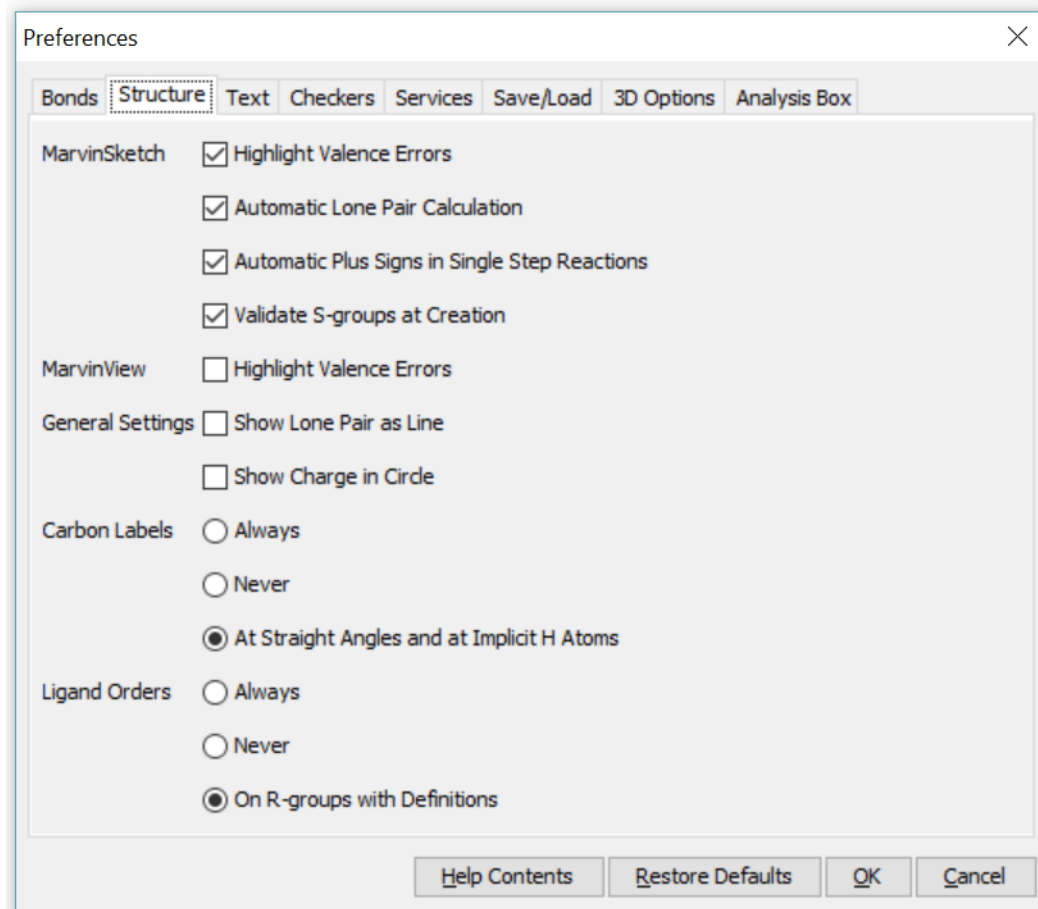 Preferences
Bonds Structure Text Checkers Services Save/Load 3D Options Analysis Box
MarvinSketch Highlight Valence Errors
Automatic Lone Pair Calculation
Automatic Plus Signs in Single Step Reactions
Validate S-groups at Creation
MarvinView Highlight Valence Errors
General Settings Show Lone Pair as Line
Show Charge in Circle
Carbon Labels Always
Never
At Straight Angles and at Implicit H Atoms
Ligand Orders Always
Never
On R-groups with Definitions
Help Contents Restore Defaults OK Cancel